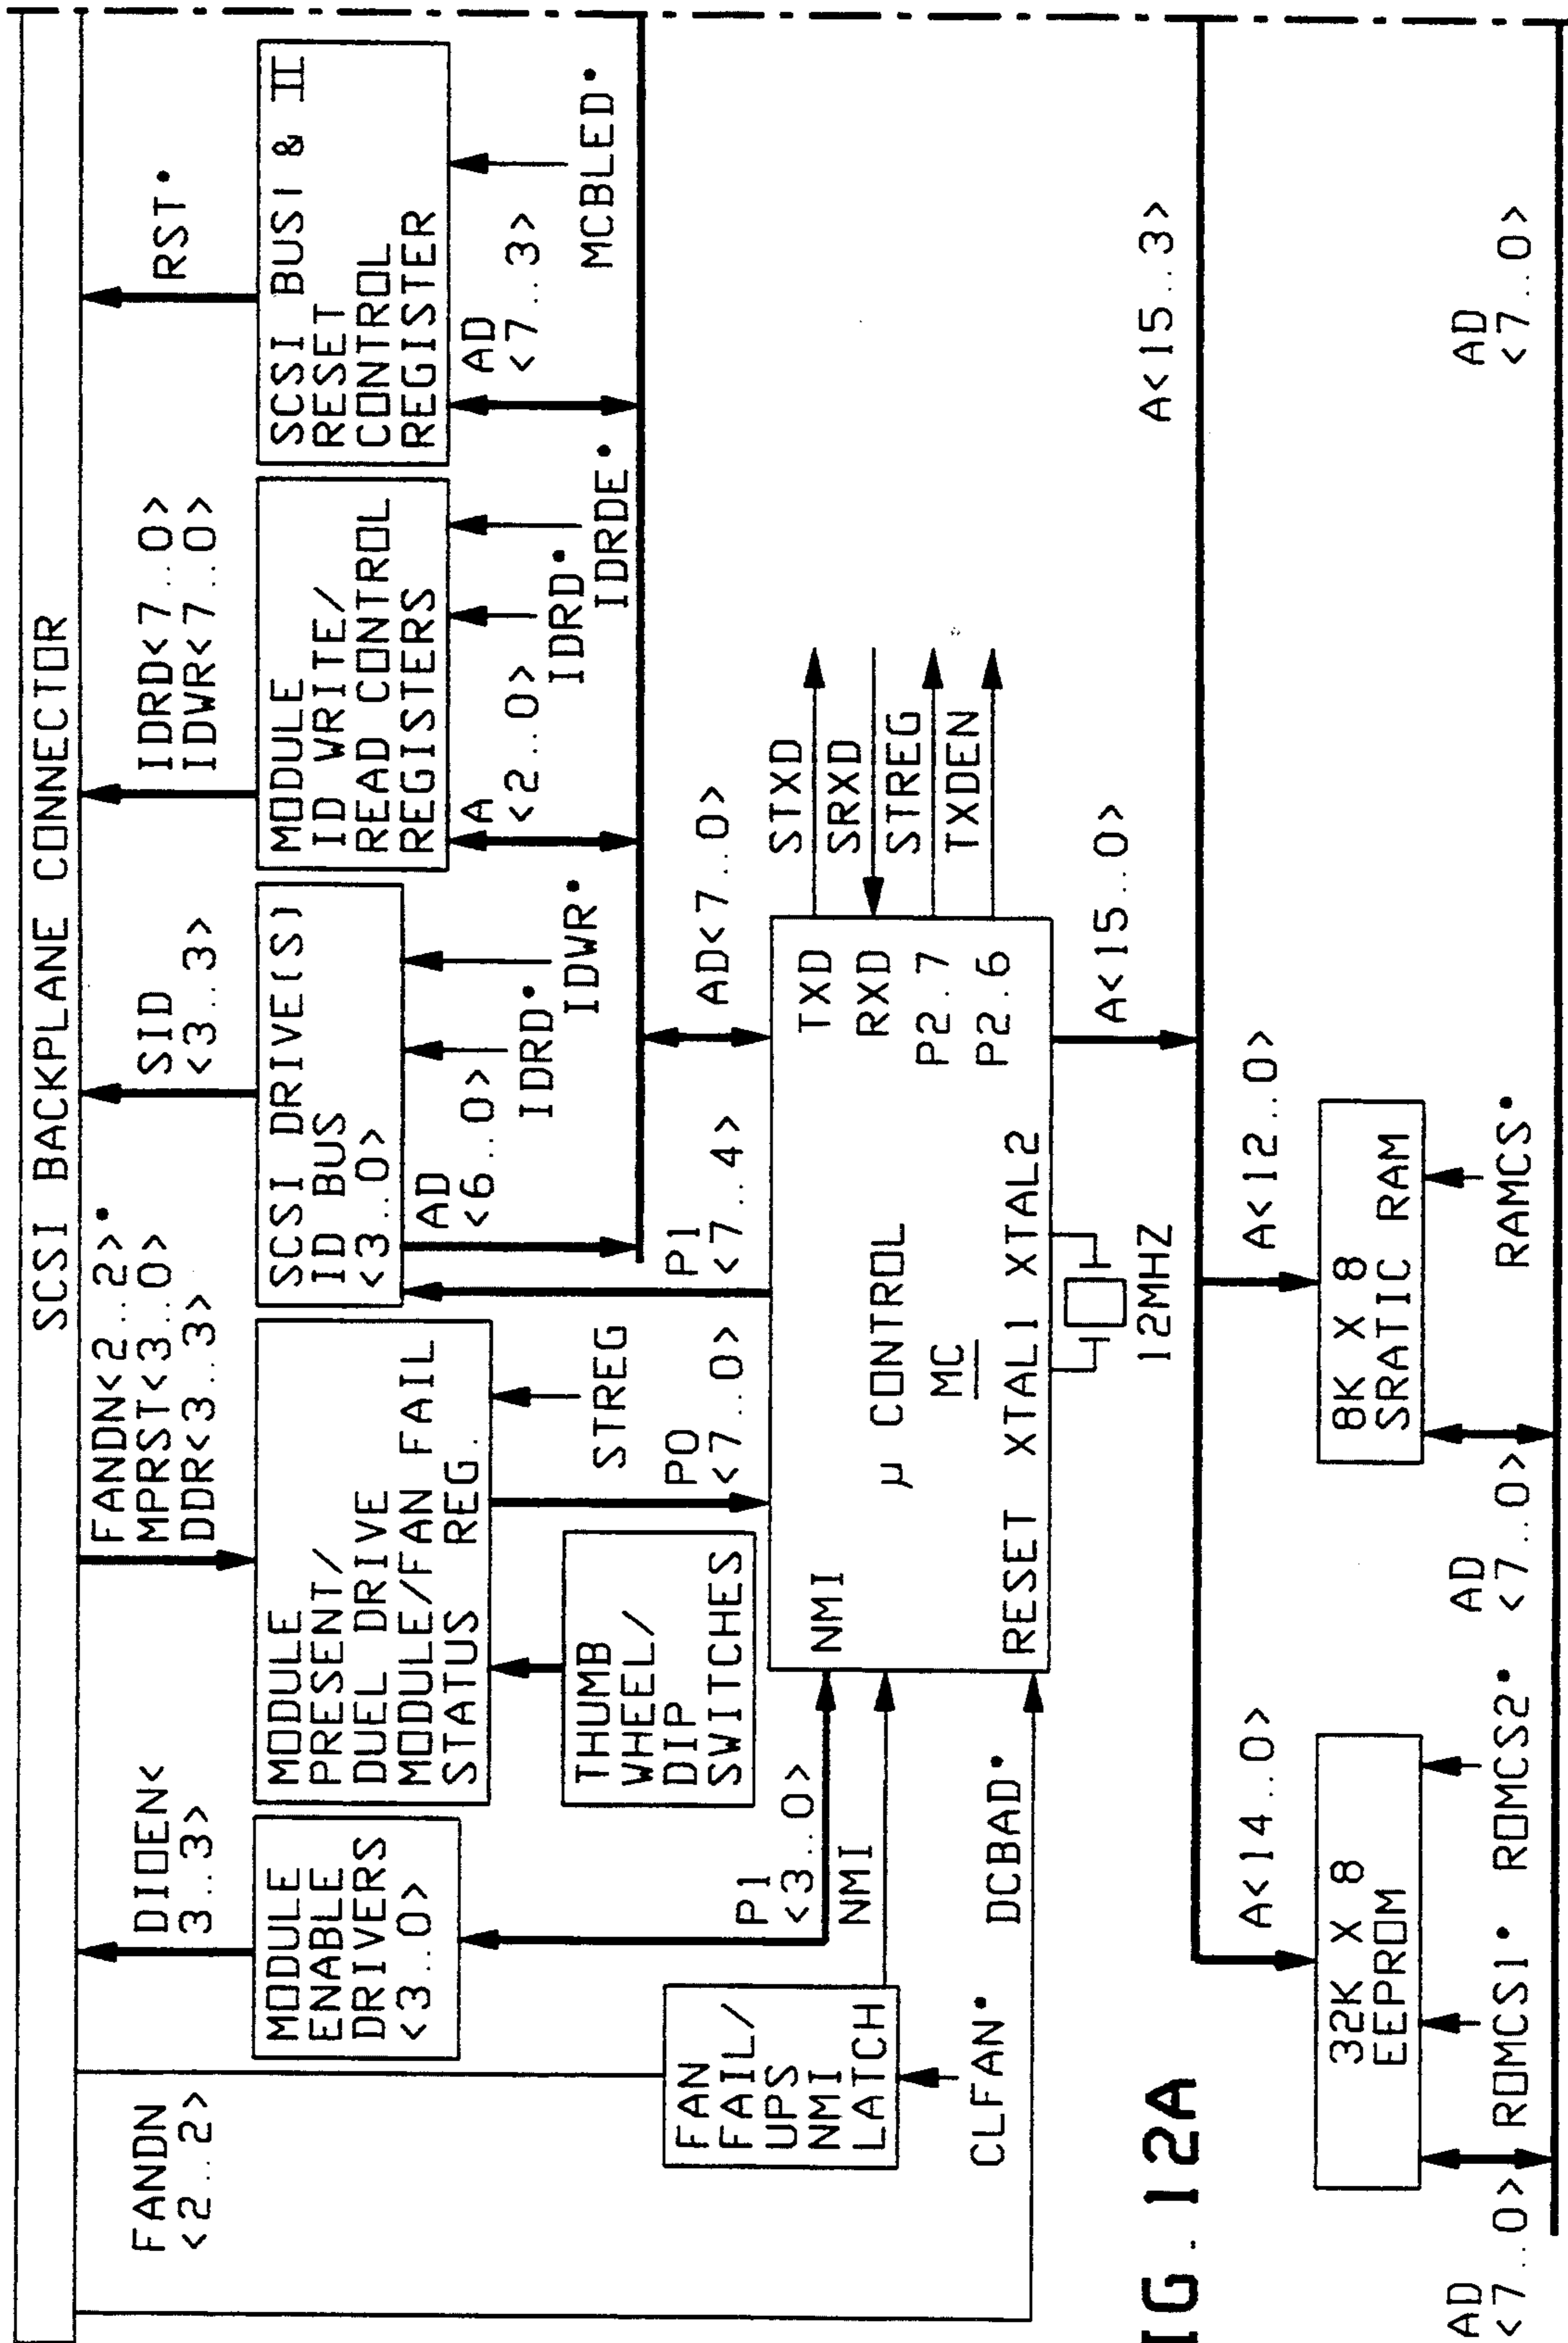 SCSI BACKPLANE CONNECTOR
FANDN
<2...2>
DIOEN<
3...3>
FANDN<2...2>•
MPRST<3...0>
DDR<3...3>
SID
<3...3>
IDRD<7...0>
IDWR<7...0>
RST•
MODULE
ENABLE
DRIVERS
<3...0>
MODULE
PRESENT/
DUEL DRIVE
MODULE/FAN FAIL
STATUS REG.
SCSI DRIVE(S)
ID BUS
<3...0>
MODULE
ID WRITE/
READ CONTROL
REGISTERS
SCSI BUSI & II
RESET
CONTROL
REGISTER
THUMB
WHEEL/
DIP
SWITCHES
STREG
AD
<6...0>
IDRD•
IDWR•
A
<2...0>
IDRD•
IDRDE•
AD
<7...3>
MCBLED•
FAN
FAIL/
UPS
NMI
LATCH
CLFAN•
P1
<3...0>
NMI
DCBAD•
PO
<7...0>
P1
<7...4>
AD<7...0>
NMI
μ CONTROL
MC
RESET XTAL1 XTAL2
TXD
RXD
P2.7
P2.6
STXD
SRXD
STREG
TXDEN
12MHZ
A<15...0>
A<15...3>
IG. 12A
A<14...0>
A<12...0>
32K X 8
EEPROM
8K X 8
SRATIC RAM
AD
<7...0>
ROMCS1•
ROMCS2•
AD
<7...0>
RAMCS•
AD
<7...0>